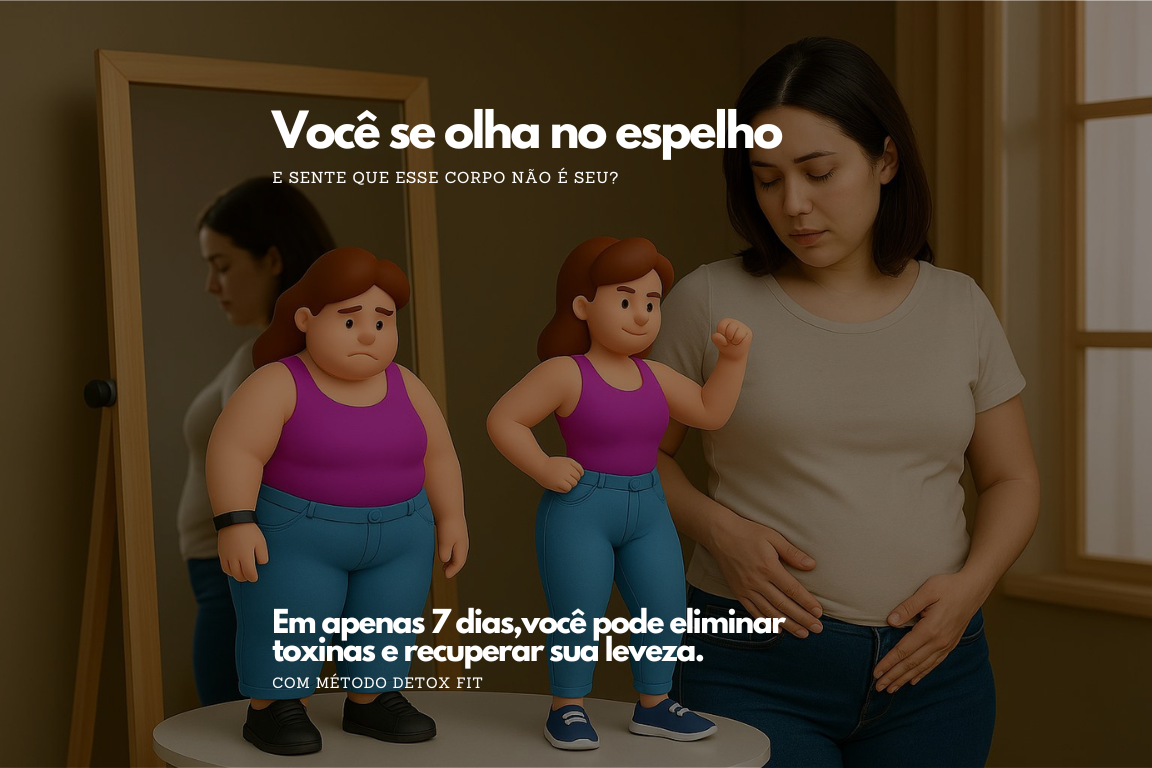 Você se olha no espelho
E SENTE QUE ESSE CORPO NÃO É SEU?
Em apenas 7 dias,você pode eliminar
toxinas e recuperar sua leveza.
COM MÉTODO DETOX FIT